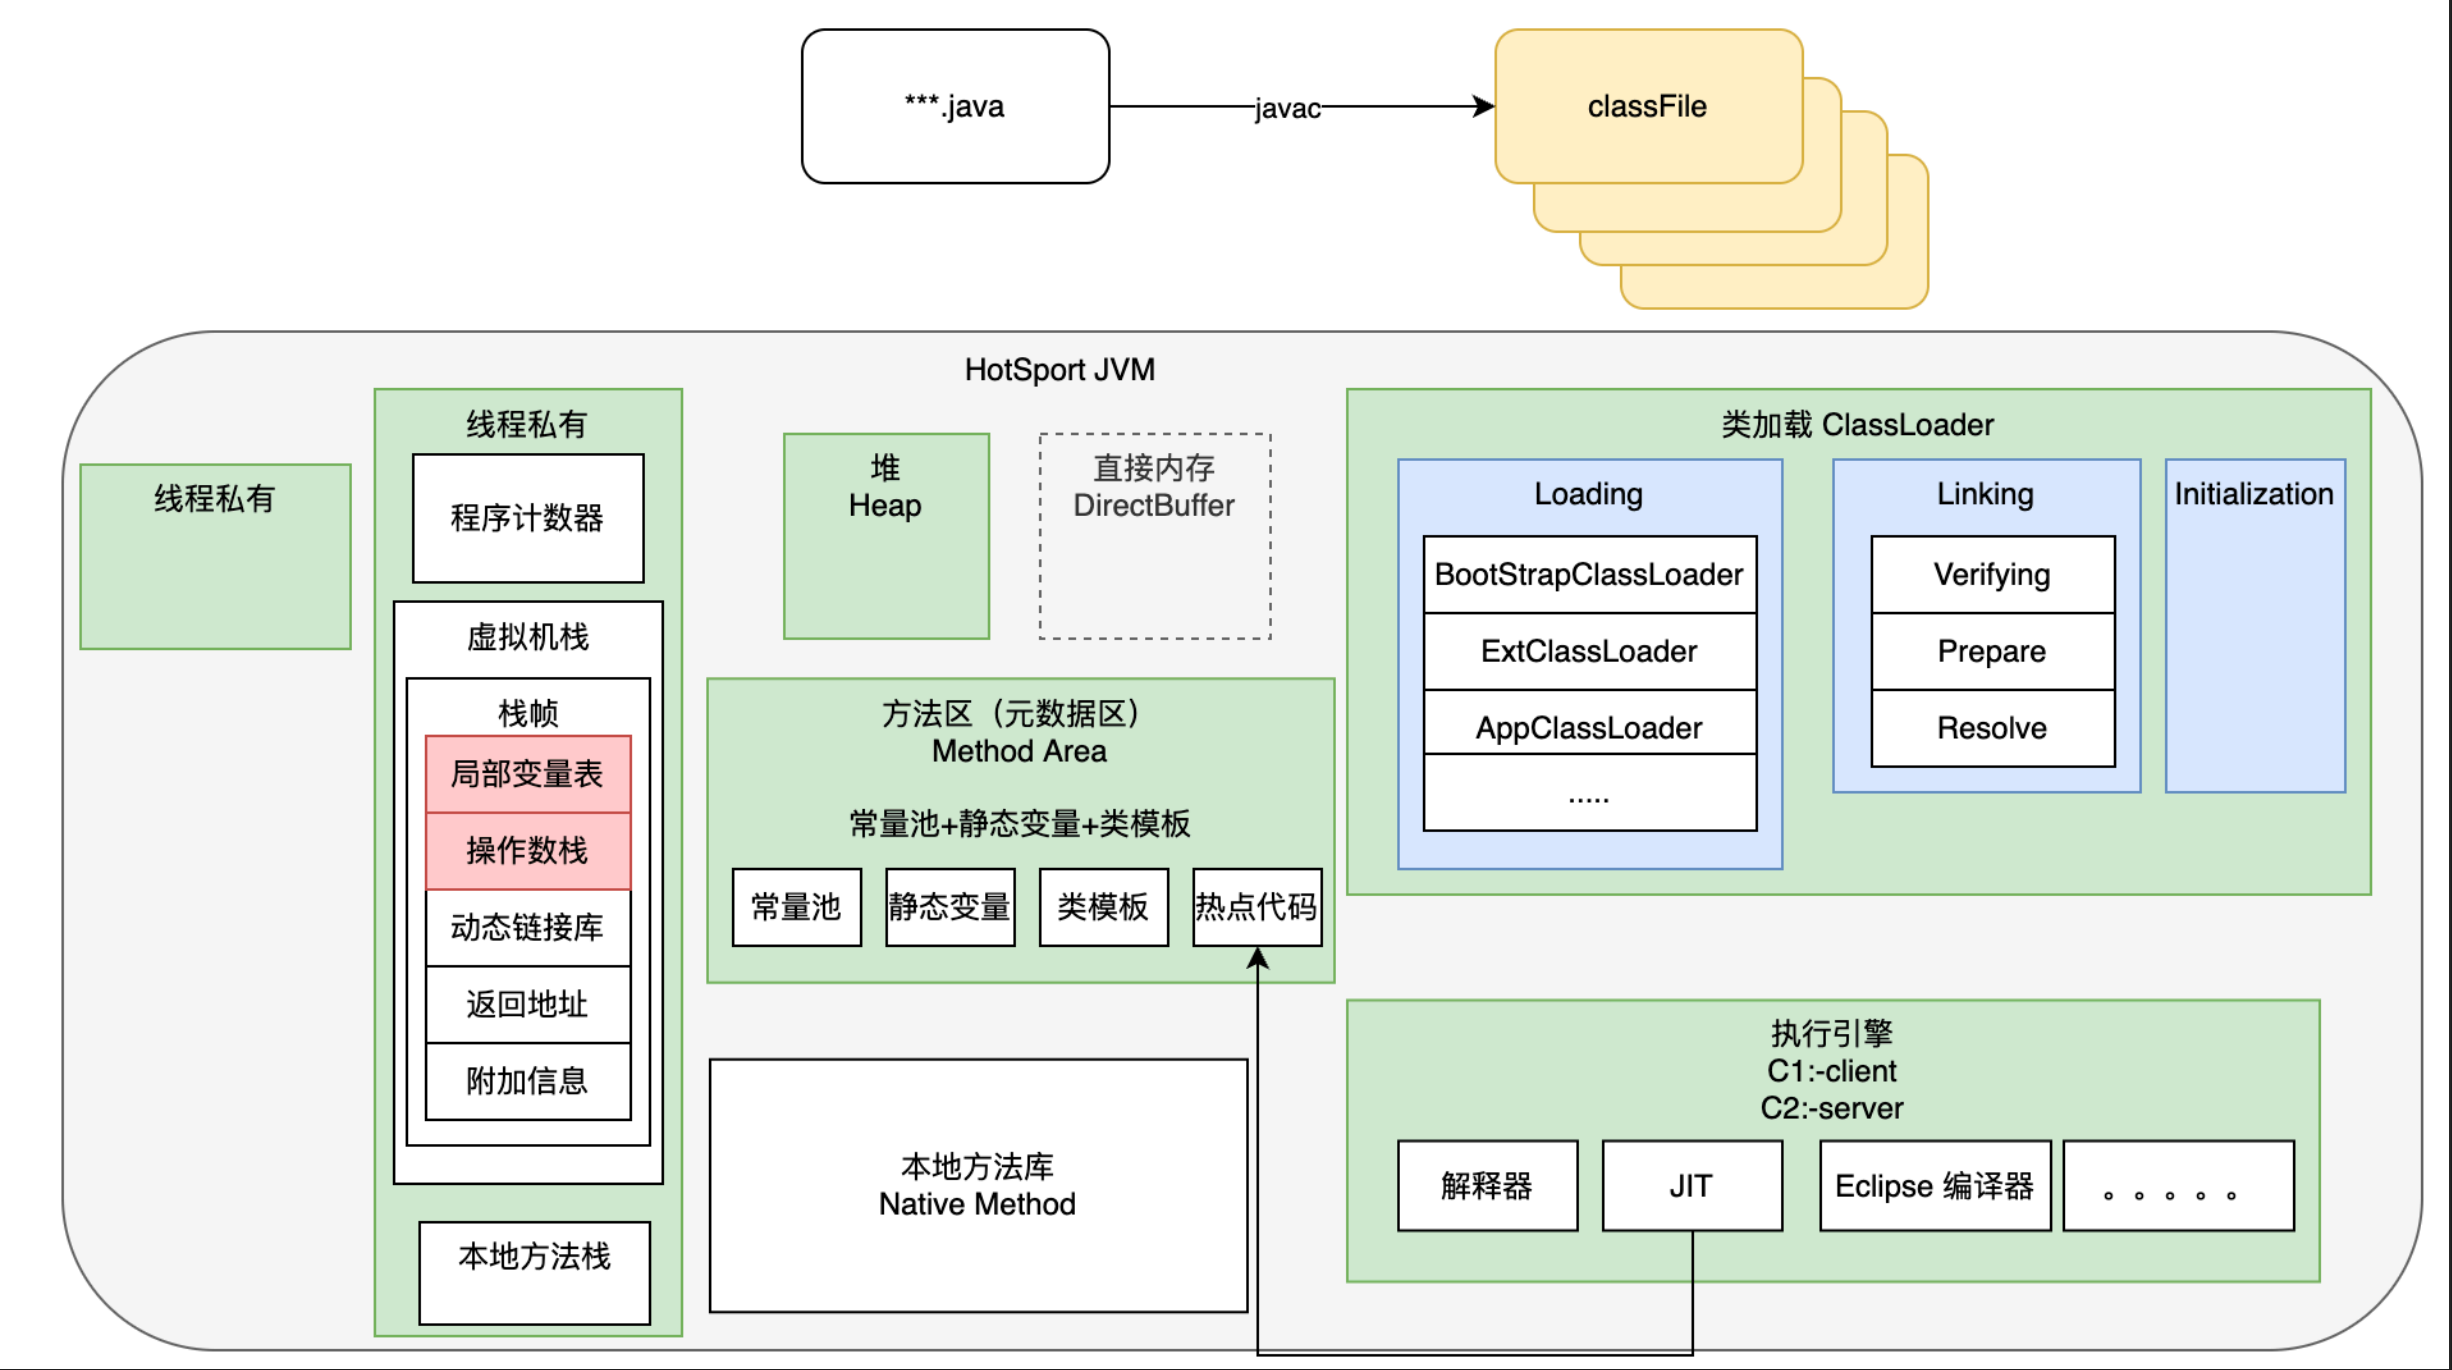 ***.java
javac
classFile
HotSport JVM
线程私有
线程私有
程序计数器
虚拟机栈
栈帧
局部变量表
操作数栈
动态链接库
返回地址
附加信息
本地方法栈
堆
Heap
直接内存
DirectBuffer
方法区（元数据区）
Method Area
常量池+静态变量+类模板
常量池
静态变量
类模板
热点代码
本地方法库
Native Method
类加载 ClassLoader
Loading
BootStrapClassLoader
ExtClassLoader
AppClassLoader
.....
Linking
Verifying
Prepare
Resolve
Initialization
执行引擎
C1:-client
C2:-server
解释器
JIT
Eclipse 编译器
。。。。。